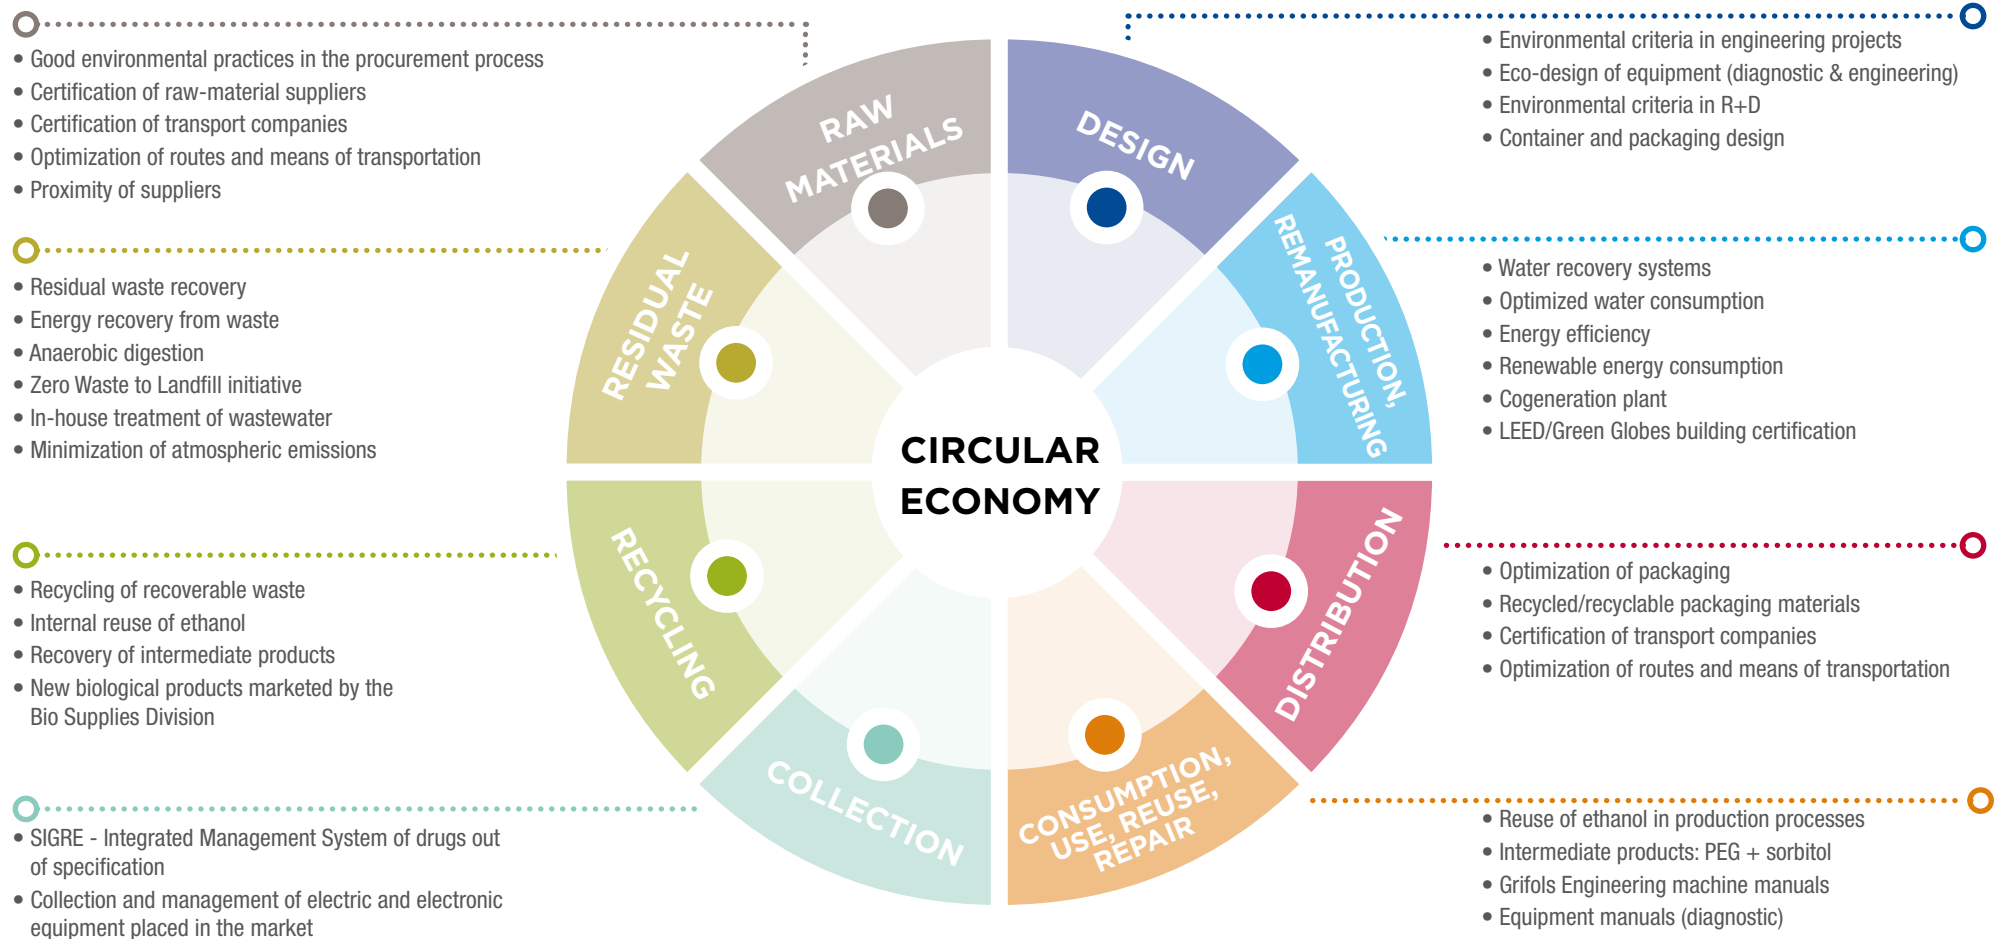 • Good environmental practices in the procurement process
• Certification of raw-material suppliers
• Certification of transport companies
• Optimization of routes and means of transportation
• Proximity of suppliers
• Residual waste recovery
• Energy recovery from waste
• Anaerobic digestion
• Zero Waste to Landfill initiative
• In-house treatment of wastewater
• Minimization of atmospheric emissions
• Recycling of recoverable waste
• Internal reuse of ethanol
• Recovery of intermediate products
• New biological products marketed by the
Bio Supplies Division
• SIGRE - Integrated Management System of drugs out
of specification
• Collection and management of electric and electronic
equipment placed in the market
RAW
MATERIALS
DESIGN
PRODUCTION,
REMANUFACTURING
DISTRIBUTION
CONSUMPTION,
USE, REUSE,
REPAIR
COLLECTION
RECYCLING
RESIDUAL
WASTE
CIRCULAR
ECONOMY
• Environmental criteria in engineering projects
• Eco-design of equipment (diagnostic & engineering)
• Environmental criteria in R+D
• Container and packaging design
• Water recovery systems
• Optimized water consumption
• Energy efficiency
• Renewable energy consumption
• Cogeneration plant
• LEED/Green Globes building certification
• Optimization of packaging
• Recycled/recyclable packaging materials
• Certification of transport companies
• Optimization of routes and means of transportation
• Reuse of ethanol in production processes
• Intermediate products: PEG + sorbitol
• Grifols Engineering machine manuals
• Equipment manuals (diagnostic)